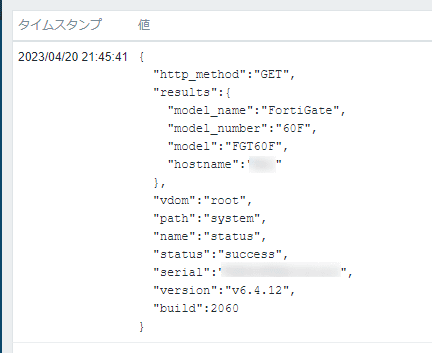 タイムスタンプ 値
2023/04/20 21:45:41 {
"http_method":"GET",
"results":{
"model_name":"FortiGate",
"model_number":"60F",
"model":"FGT60F",
"hostname":" "
},
"vdom":"root",
"path":"system",
"name":"status",
"status":"success",
"serial":" ",
"version":"v6.4.12",
"build":2060
}